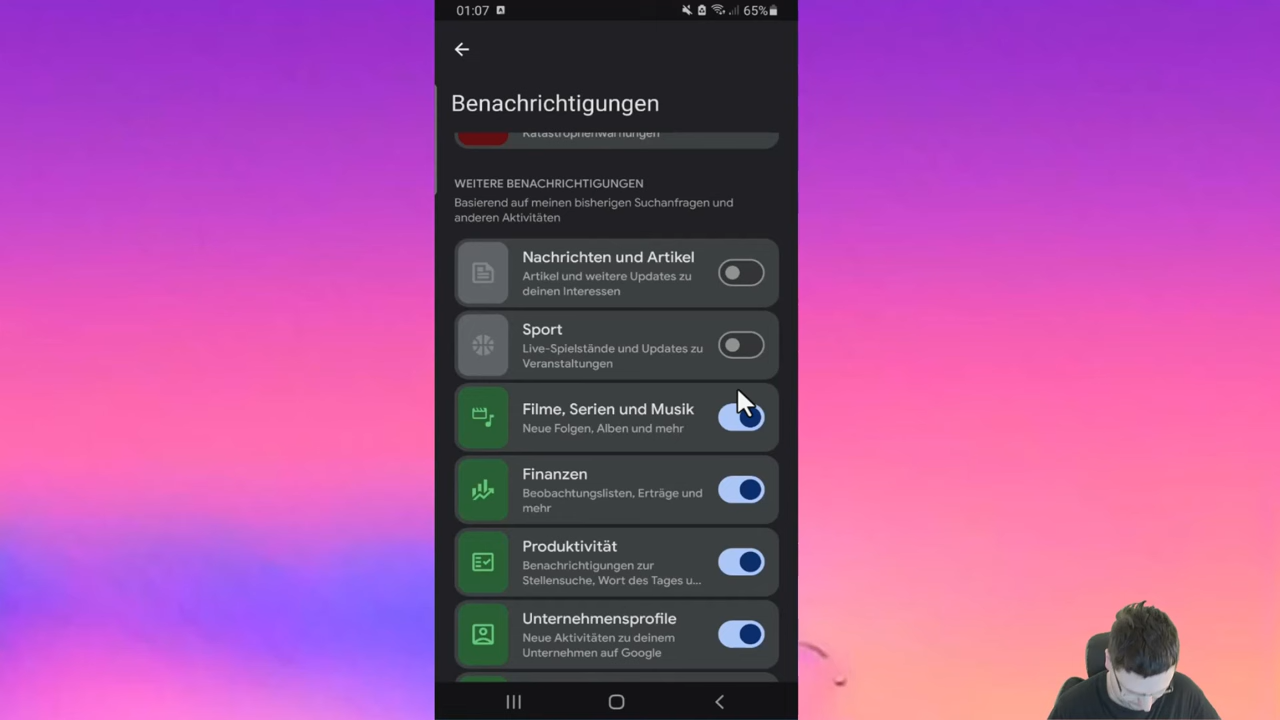 01:07
65%
Benachrichtigungen
Katastrophenwarnungen
WEITERE BENACHRICHTIGUNGEN
Basierend auf meinen bisherigen Suchanfragen und
anderen Aktivitäten
Nachrichten und Artikel
Artikel und weitere Updates zu
deinen Interessen
Sport
Live-Spielstände und Updates zu
Veranstaltungen
Filme, Serien und Musik
Neue Folgen, Alben und mehr
Finanzen
Beobachtungslisten, Erträge und
mehr
Produktivität
Benachrichtigungen zur
Stellensuche, Wort des Tages u...
Unternehmensprofile
Neue Aktivitäten zu deinem
Unternehmen auf Google